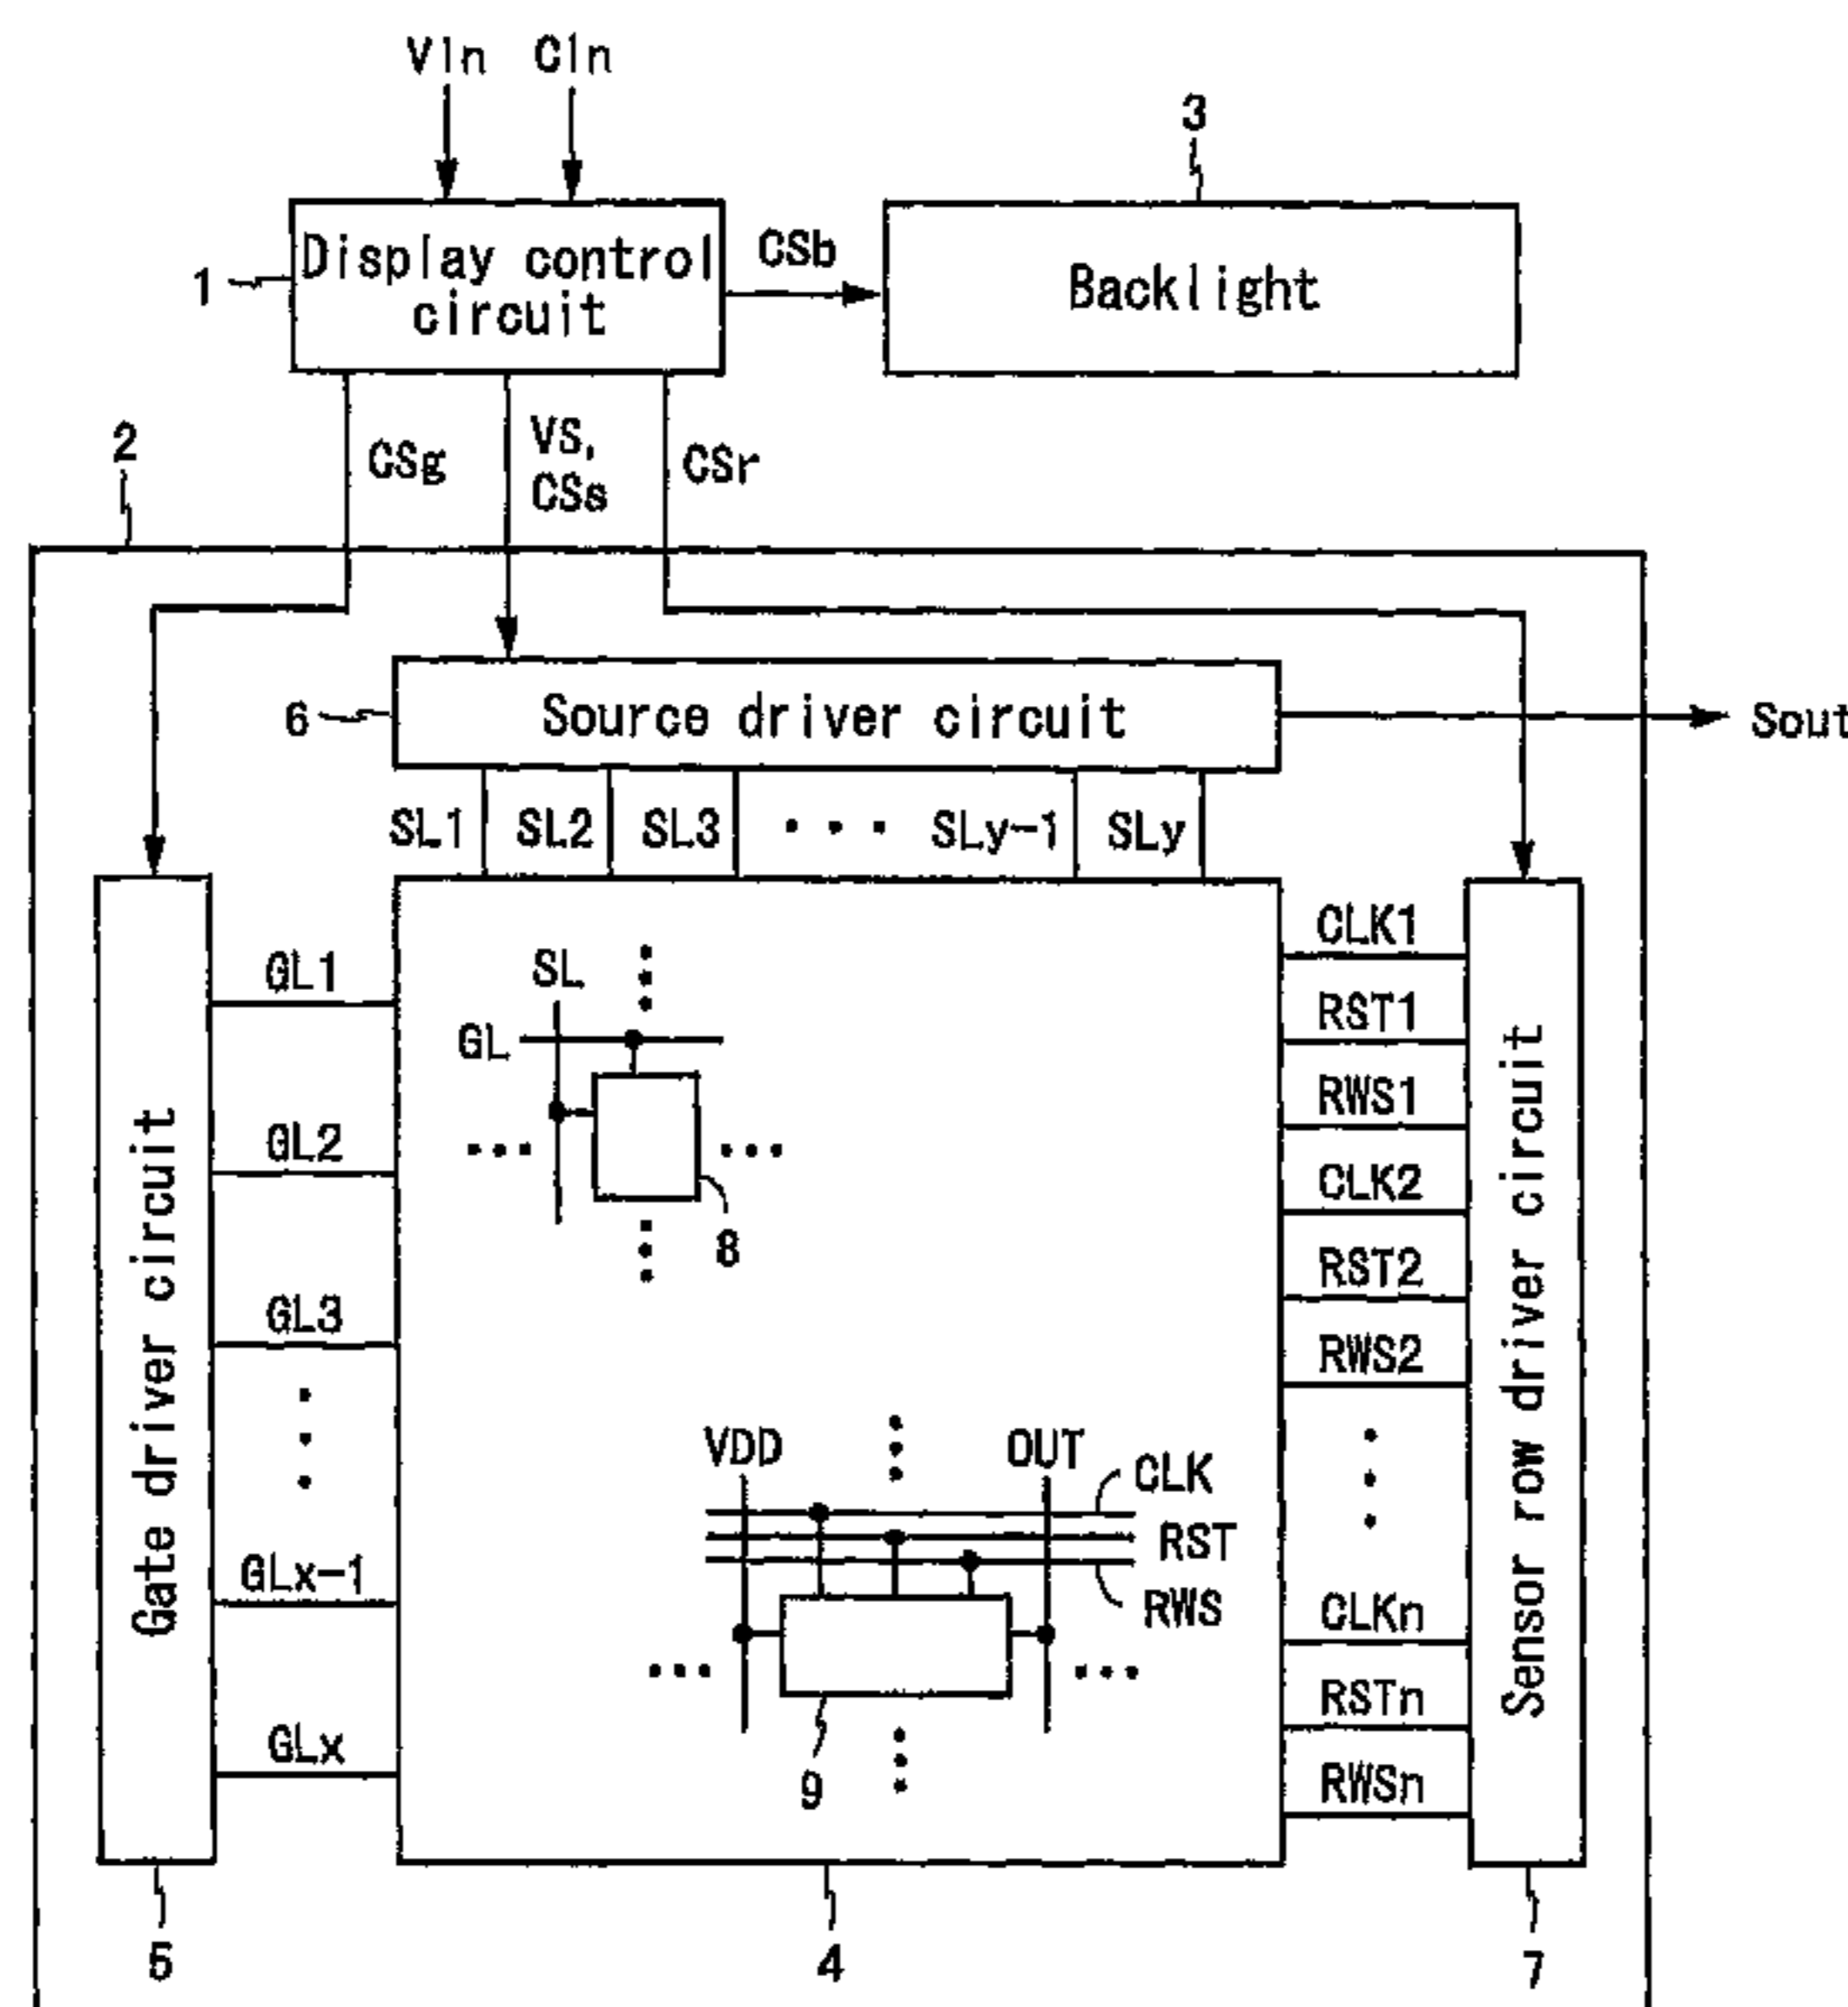 VIn CIn
3
Display control
circuit
1
CSb
Backlight
2
CSg
VS,
CSs
CSr
6
Source driver circuit
Sout
SL1 SL2 SL3 ・・・ SLy-1 SLy
Gate driver circuit
GL1
GL2
GL3
GLx-1
GLx
SL
GL
8
VDD
OUT
CLK
RST
RWS
9
CLK1
RST1
RWS1
CLK2
RST2
RWS2
CLKn
RSTn
RWSn
Sensor row driver circuit
5
4
7